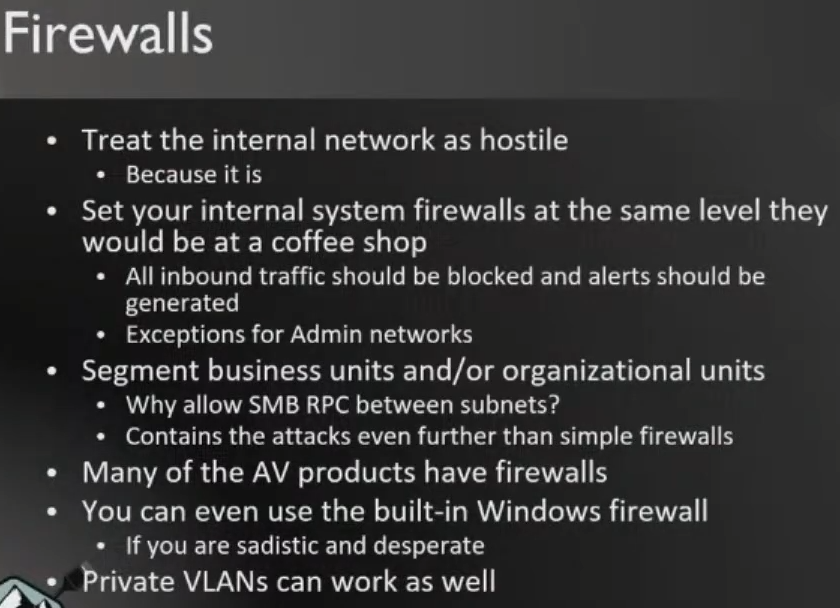 Firewalls
• Treat the internal network as hostile
• Because it is
• Set your internal system firewalls at the same level they
would be at a coffee shop
• All inbound traffic should be blocked and alerts should be
generated
• Exceptions for Admin networks
• Segment business units and/or organizational units
• Why allow SMB RPC between subnets?
• Contains the attacks even further than simple firewalls
• Many of the AV products have firewalls
• You can even use the built-in Windows firewall
• If you are sadistic and desperate
• Private VLANs can work as well